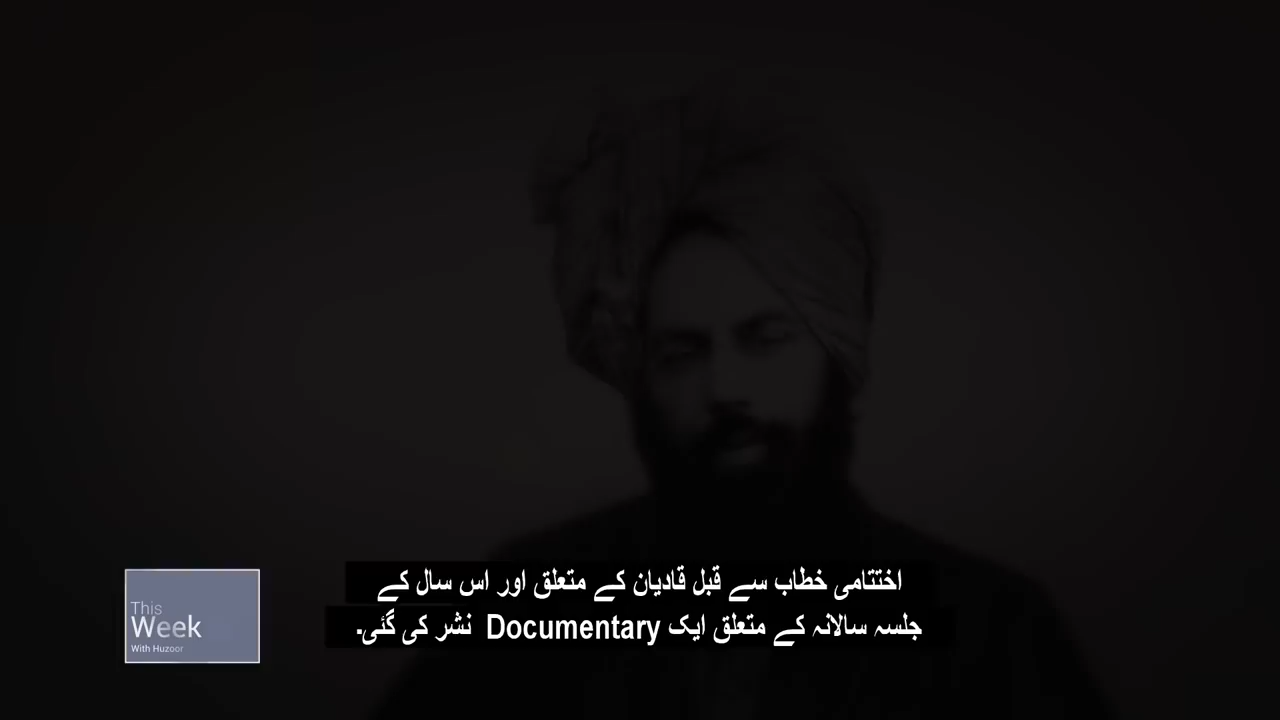 This
Week
With Huzoor
اختتامی خطاب سے قبل قادیان کے متعلق اور اس سال کے
جلسہ سالانہ کے متعلق ایک Documentary نشر کی گئی۔